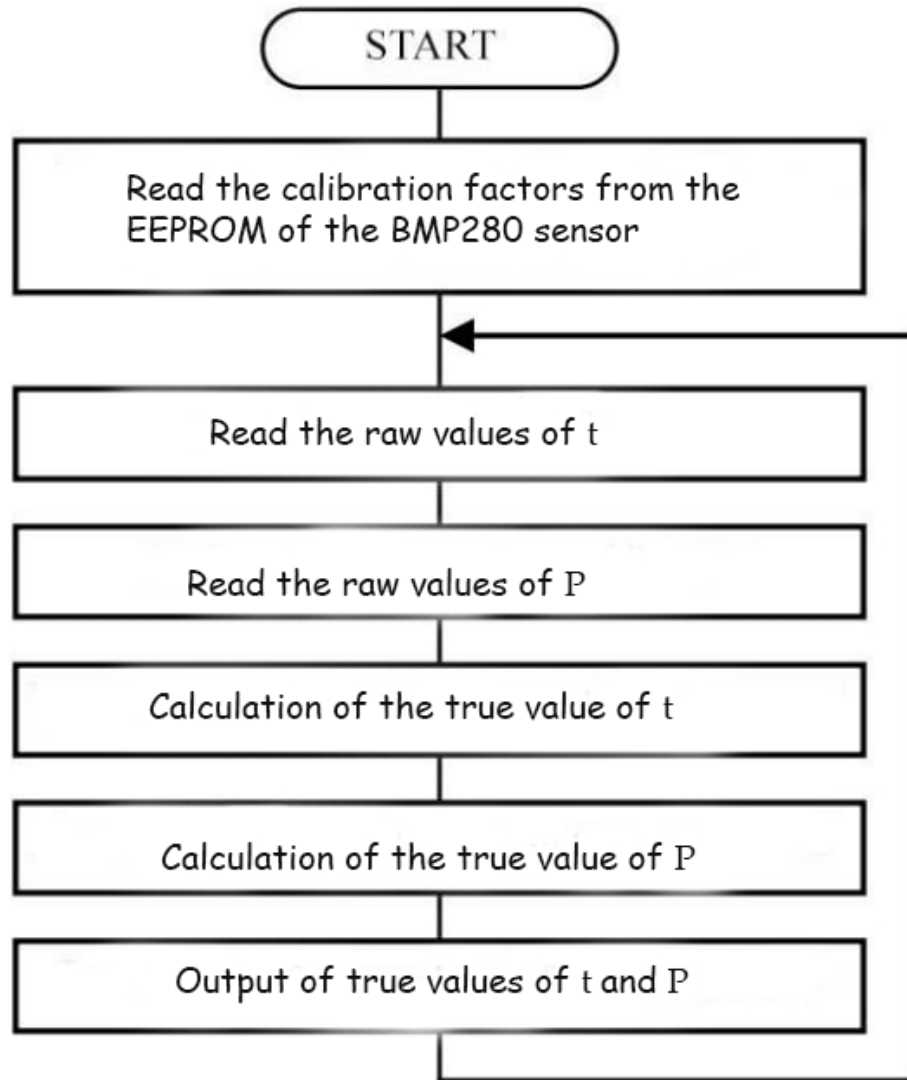 START
Read the calibration factors from the
EEPROM of the BMP280 sensor
Read the raw values of t
Read the raw values of P
Calculation of the true value of t
Calculation of the true value of P
Output of true values of t and P